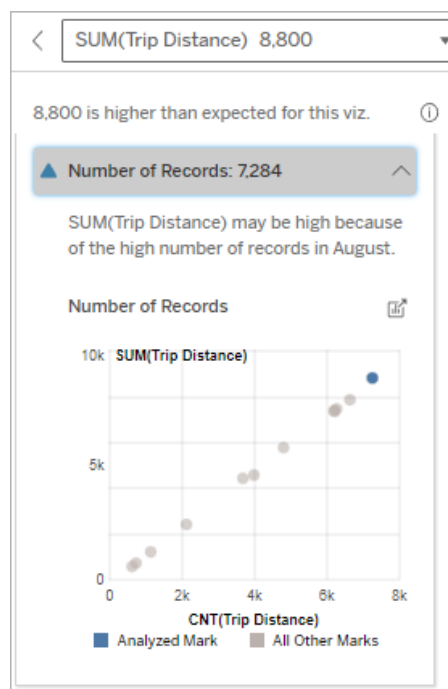 SUM(Trip Distance) 8,800
8,800 is higher than expected for this viz.
Number of Records: 7,284
SUM(Trip Distance) may be high because
of the high number of records in August.
Number of Records
10k SUM(Trip Distance)
5k
0
0 2k 4k 6k 8k
CNT(Trip Distance)
Analyzed Mark All Other Marks